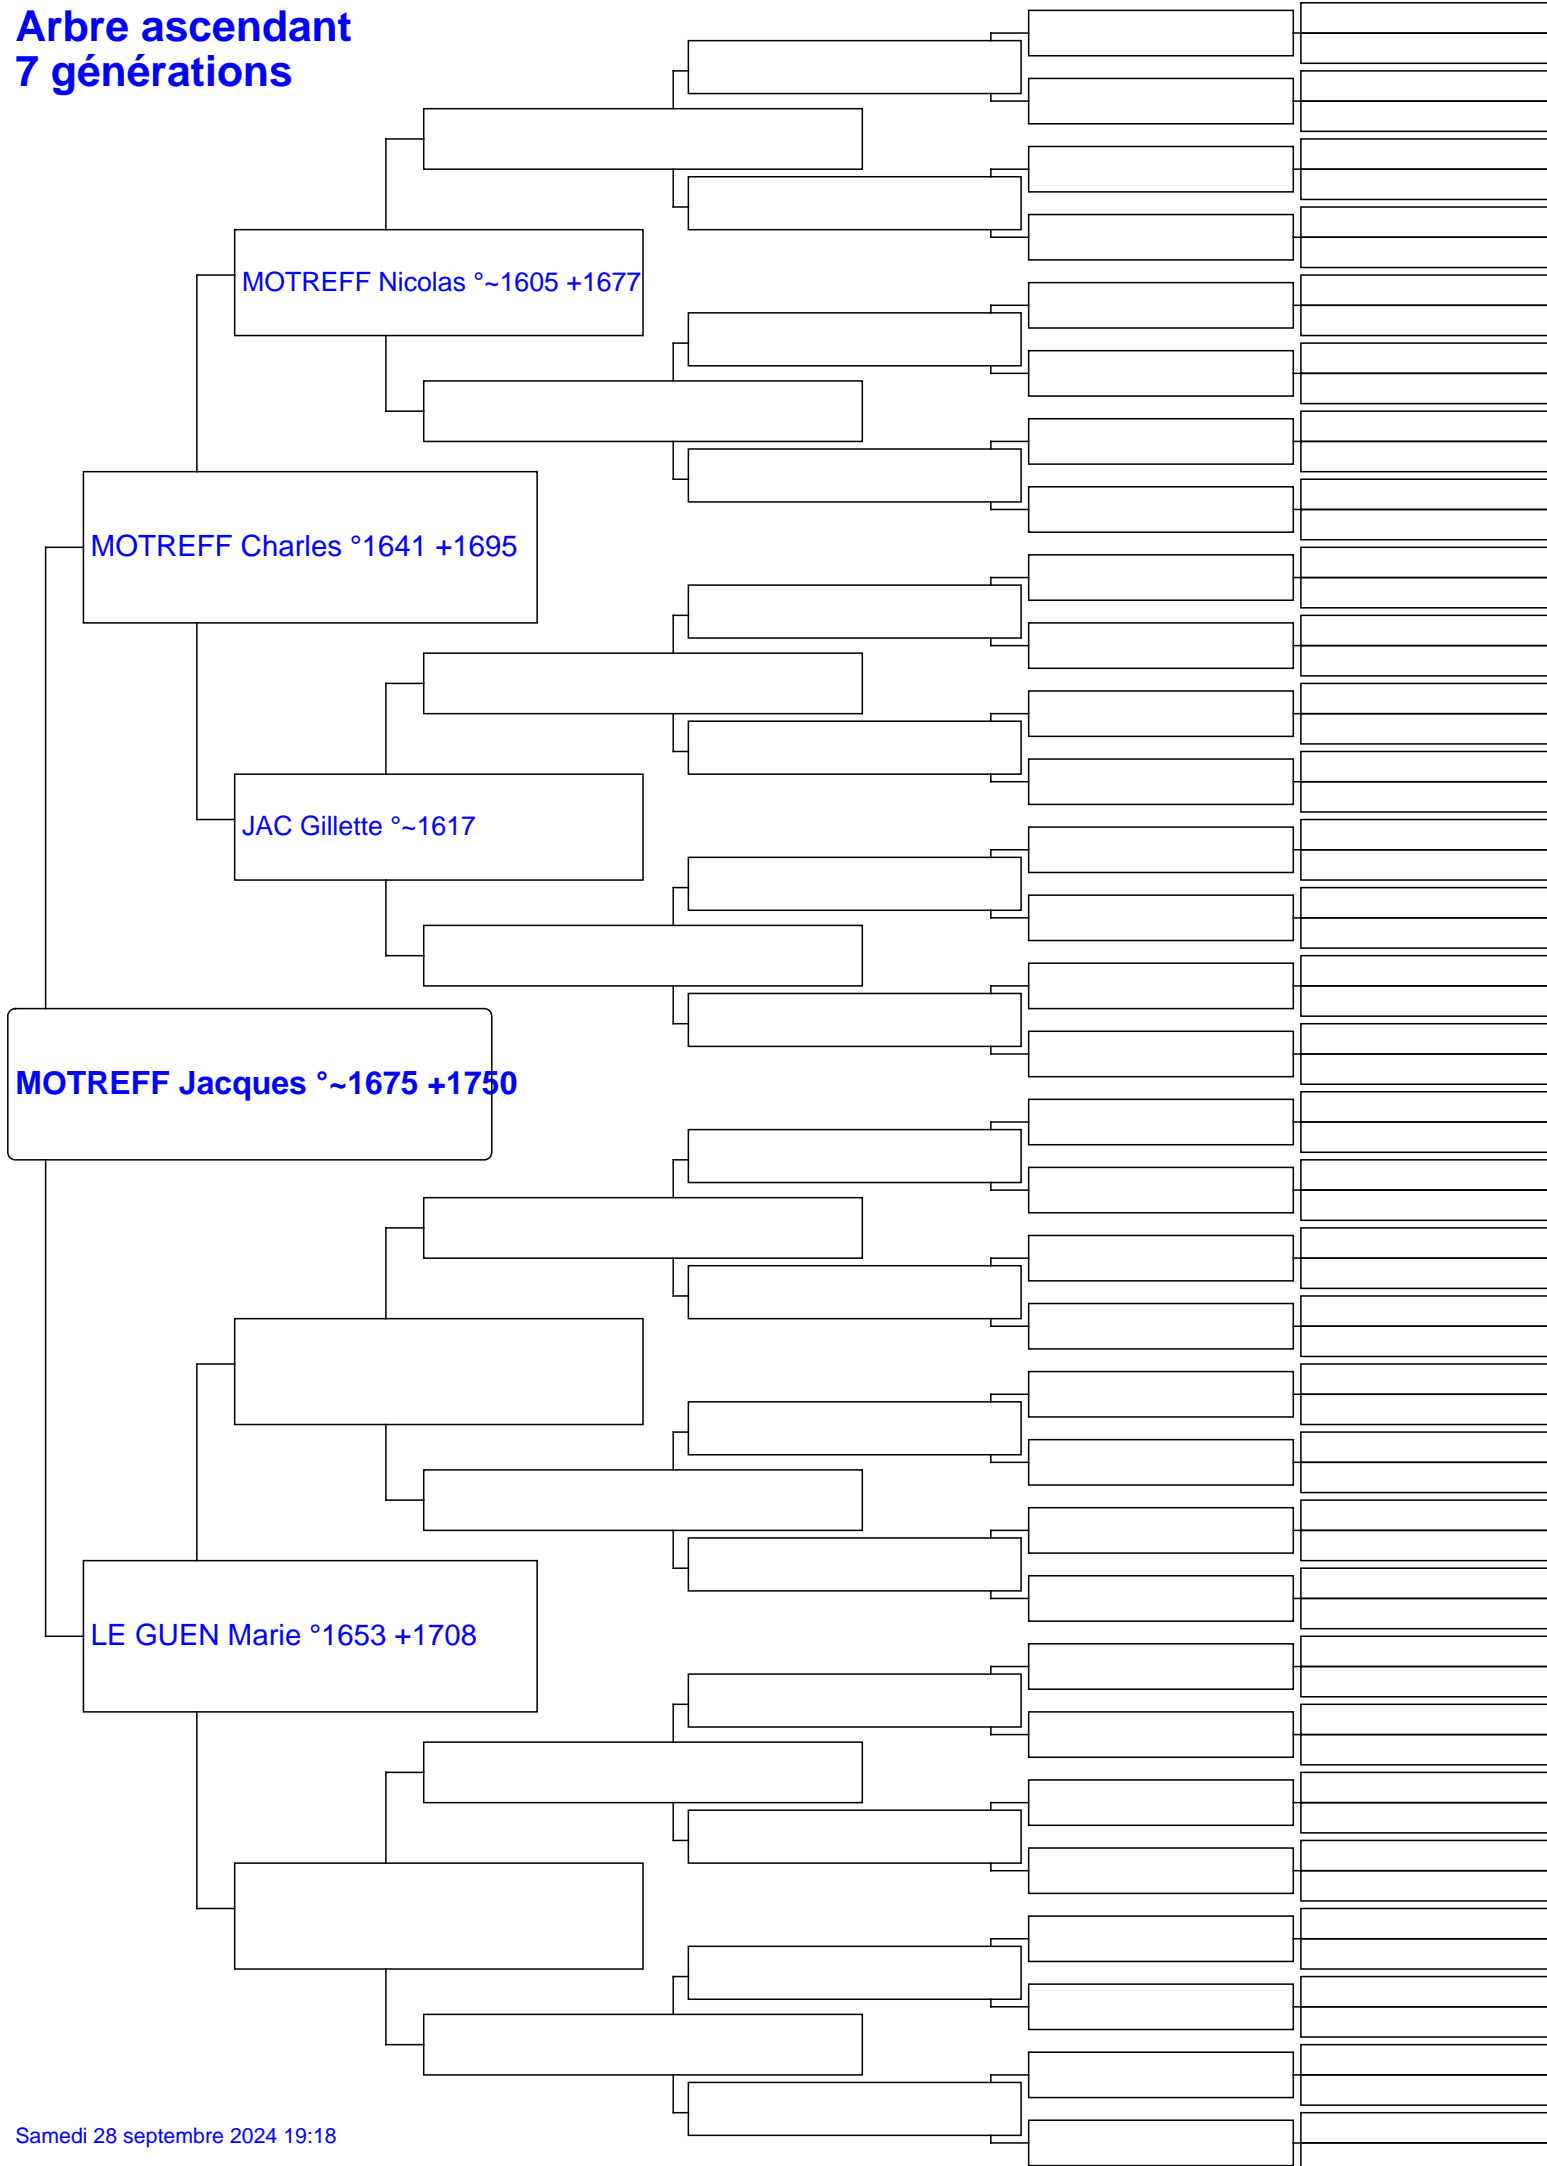 Arbre ascendant
7 générations
MOTREFF Nicolas °~1605 +1677
MOTREFF Charles °1641 +1695
JAC Gillette °~1617
MOTREFF Jacques °~1675 +1750
LE GUEN Marie °1653 +1708
Samedi 28 septembre 2024 19:18